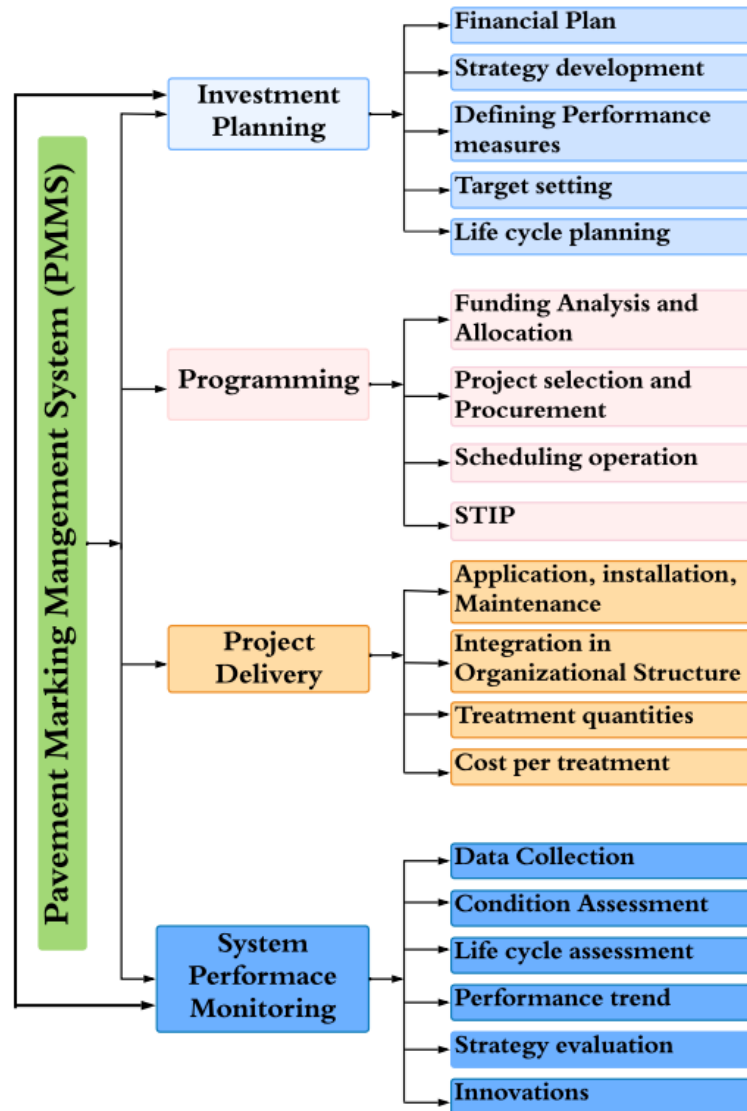 Pavement Marking Mangement System (PMMS)
Investment
Planning
Financial Plan
Strategy development
Defining Performance
measures
Target setting
Life cycle planning
Programming
Funding Analysis and
Allocation
Project selection and
Procurement
Scheduling operation
STIP
Project
Delivery
Application, installation,
Maintenance
Integration in
Organizational Structure
Treatment quantities
Cost per treatment
System
Performace
Monitoring
Data Collection
Condition Assessment
Life cycle assessment
Performance trend
Strategy evaluation
Innovations